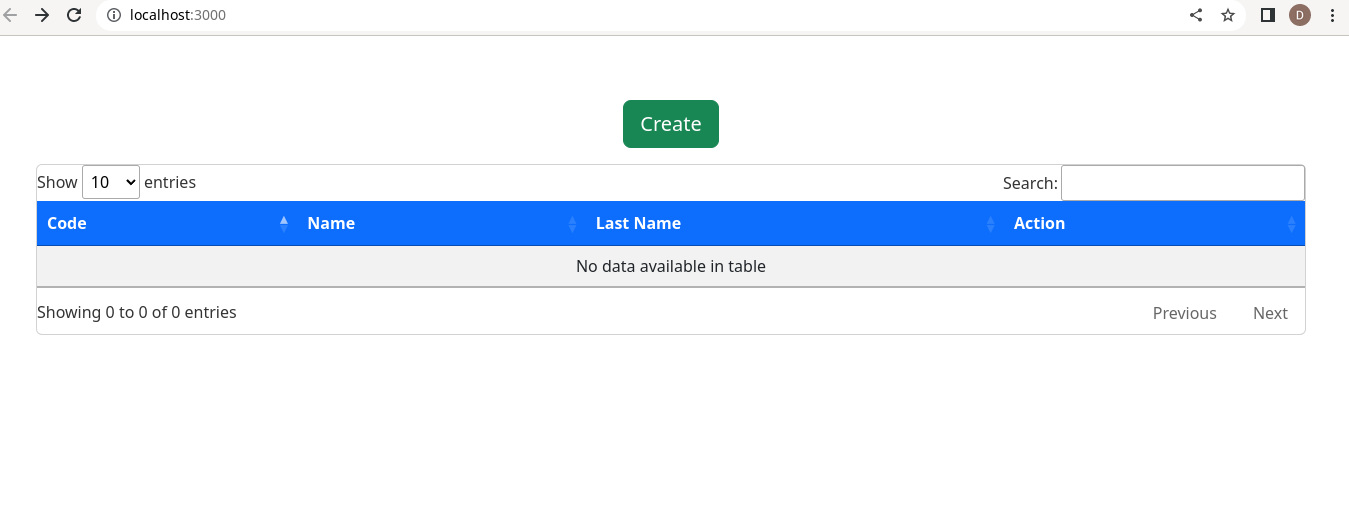 localhost:3000
D
Create
Show 10 entries Search:
Code Name Last Name Action
No data available in table
Showing 0 to 0 of 0 entries Previous Next